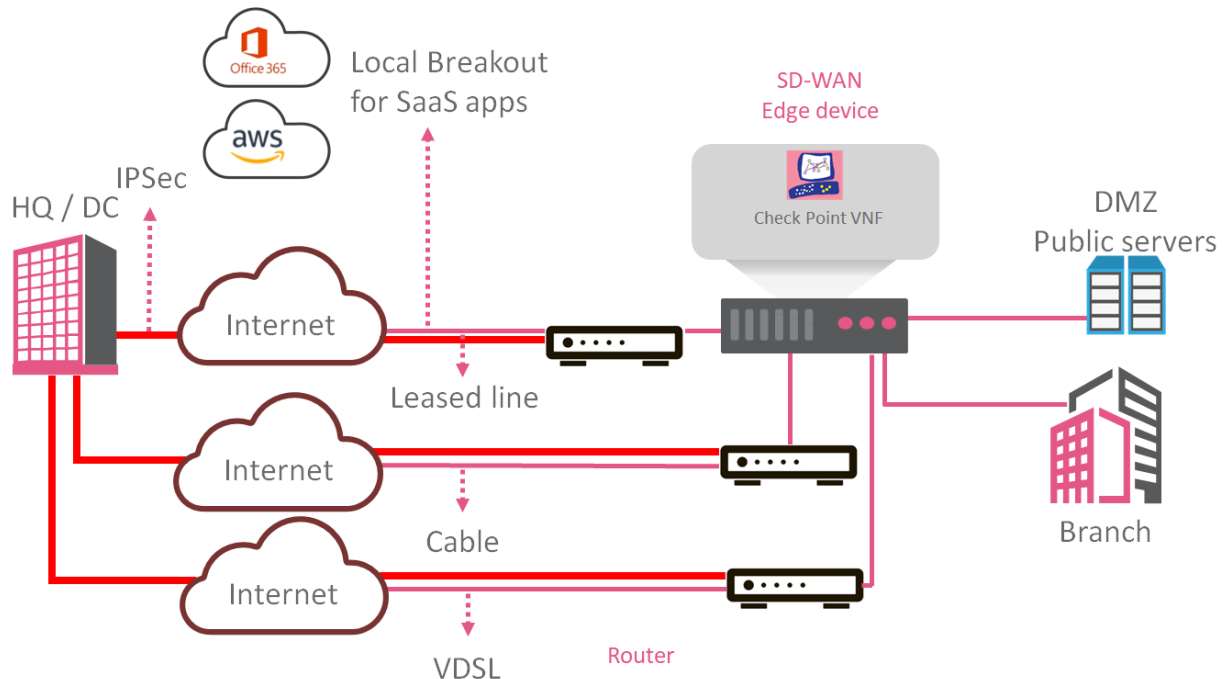 Office 365
aws
Local Breakout
for SaaS apps
SD-WAN
Edge device
Check Point VNF
IPSec
HQ / DC
DMZ
Public servers
Internet
Leased line
Internet
Cable
Branch
Internet
Router
VDSL